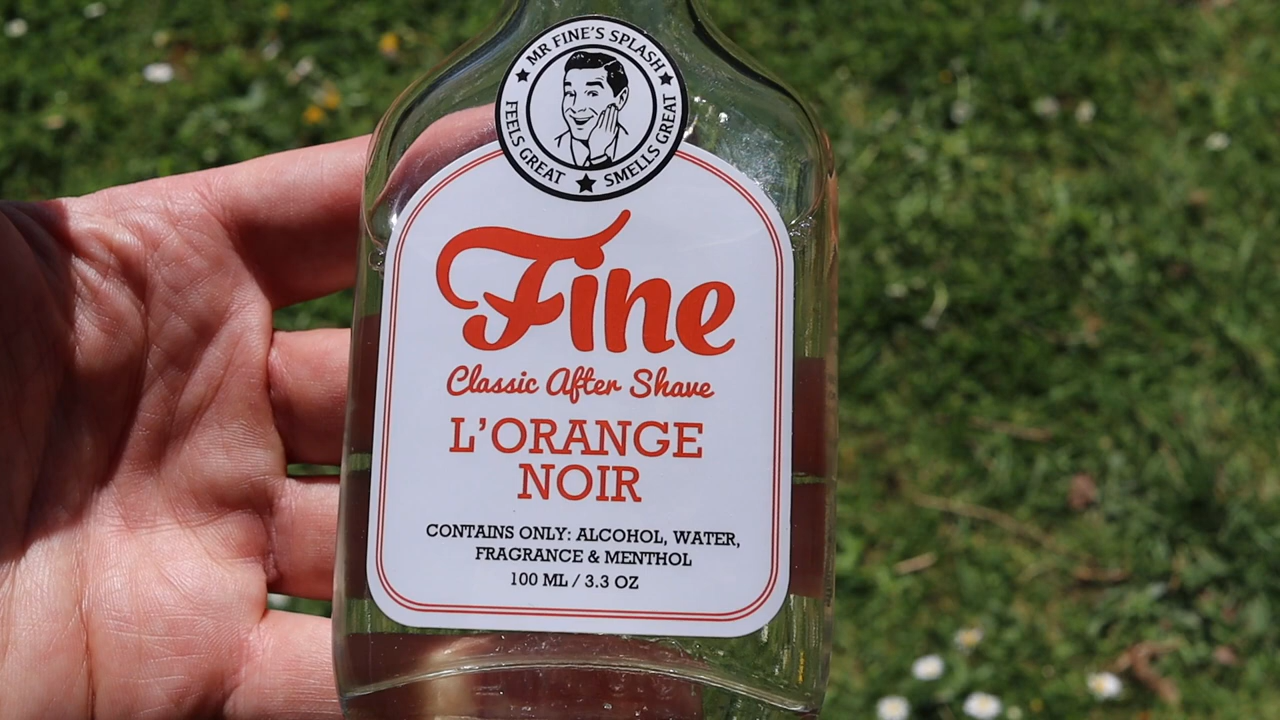 MR FINE'S SPLASH
FEELS GREAT ★ SMELLS GREAT
Fine
Classic After Shave
L'ORANGE
NOIR
CONTAINS ONLY: ALCOHOL, WATER,
FRAGRANCE & MENTHOL
100 ML / 3.3 OZ